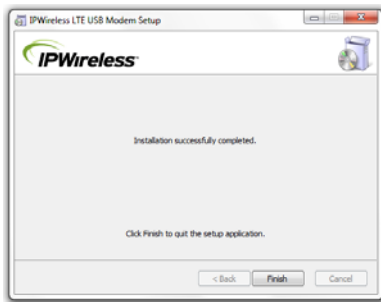 IPWireless LTE USB Modem Setup
IPWireless
Installation successfully completed.
Click Finish to quit the setup application.
< Back Finish Cancel